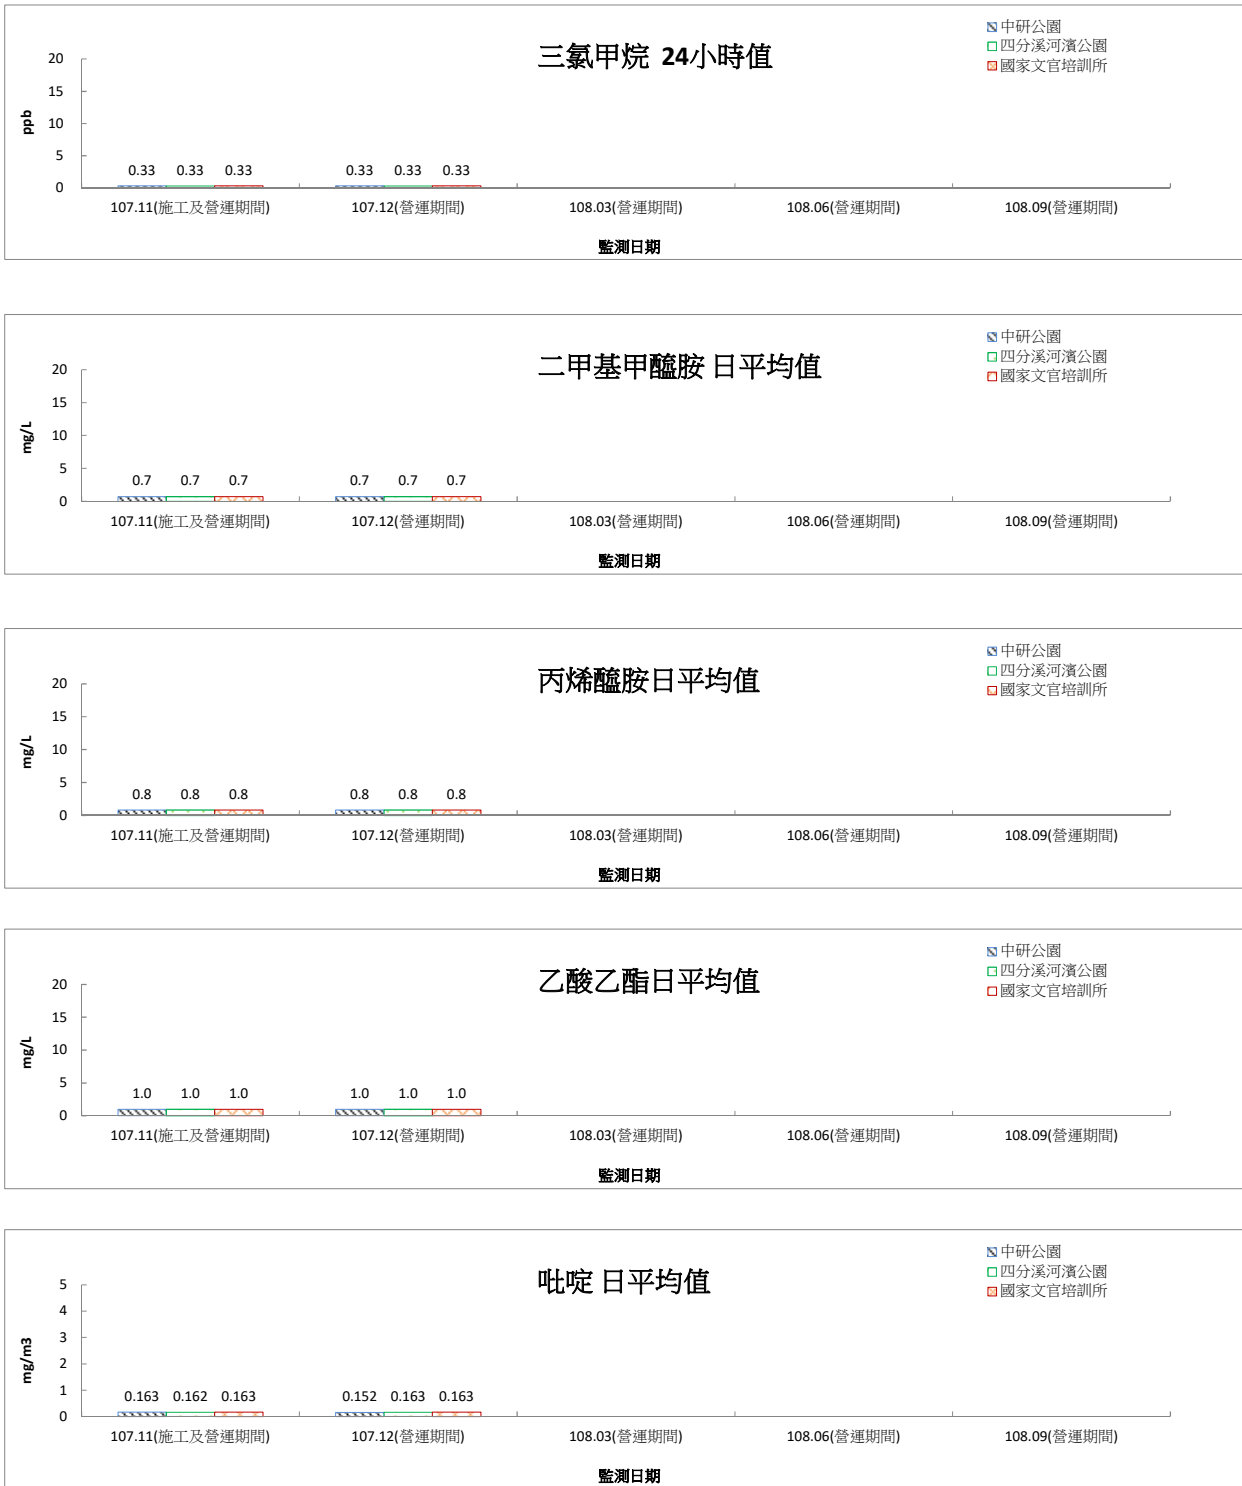 三氯甲烷 24小時值
中研公園
四分溪河濱公園
國家文官培訓所
ppb
20
15
10
5
0
0.33 0.33 0.33 0.33 0.33 0.33
107.11(施工及營運期間) 107.12(營運期間) 108.03(營運期間) 108.06(營運期間) 108.09(營運期間)
監測日期
二甲基甲醯胺 日平均值
中研公園
四分溪河濱公園
國家文官培訓所
mg/L
20
15
10
5
0
0.7 0.7 0.7 0.7 0.7 0.7
107.11(施工及營運期間) 107.12(營運期間) 108.03(營運期間) 108.06(營運期間) 108.09(營運期間)
監測日期
丙烯醯胺日平均值
中研公園
四分溪河濱公園
國家文官培訓所
mg/L
20
15
10
5
0
0.8 0.8 0.8 0.8 0.8 0.8
107.11(施工及營運期間) 107.12(營運期間) 108.03(營運期間) 108.06(營運期間) 108.09(營運期間)
監測日期
乙酸乙酯日平均值
中研公園
四分溪河濱公園
國家文官培訓所
mg/L
20
15
10
5
0
1.0 1.0 1.0 1.0 1.0 1.0
107.11(施工及營運期間) 107.12(營運期間) 108.03(營運期間) 108.06(營運期間) 108.09(營運期間)
監測日期
吡啶 日平均值
中研公園
四分溪河濱公園
國家文官培訓所
mg/m3
5
4
3
2
1
0
0.163 0.162 0.163 0.152 0.163 0.163
107.11(施工及營運期間) 107.12(營運期間) 108.03(營運期間) 108.06(營運期間) 108.09(營運期間)
監測日期